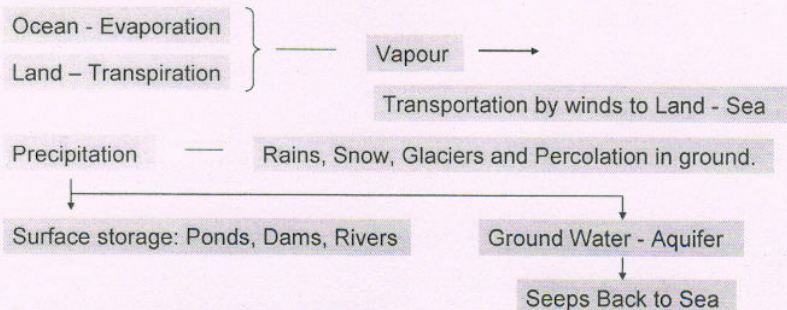 Ocean - Evaporation
Land – Transpiration
Vapour
Transportation by winds to Land - Sea
Precipitation — Rains, Snow, Glaciers and Percolation in ground.
Surface storage: Ponds, Dams, Rivers
Ground Water - Aquifer
Seeps Back to Sea